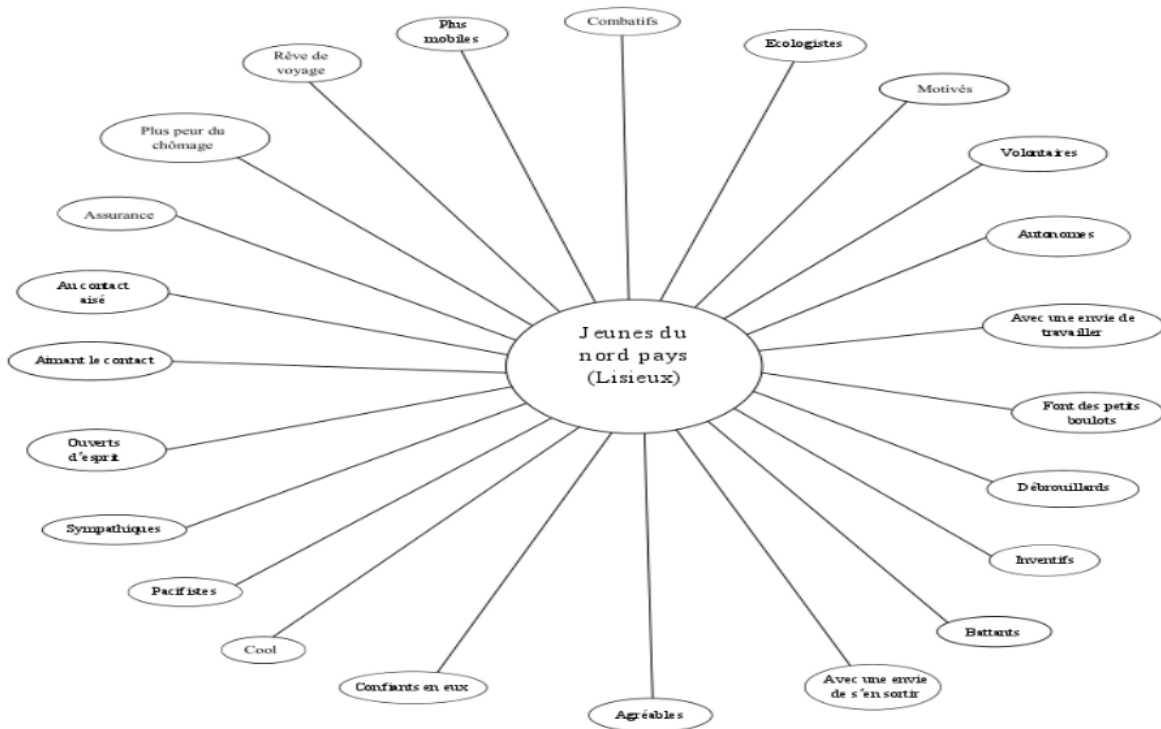 Plus
mobiles
Combatifs
Ecologistes
Rêve de
voyage
Motivés
Plus peur du
chômage
Volontaires
Assurance
Autonomes
Au contact
aisé
Avec une envie de
travailler
Jeunes du
nord pays
(Lisieux)
Aimant le contact
Font des petits
boulots
Ouverts
d'esprit
Débrouillards
Sympathiques
Inventifs
Pacifistes
Battants
Cool
Confiants en eux
Avec une envie
de s'en sortir
Agréables